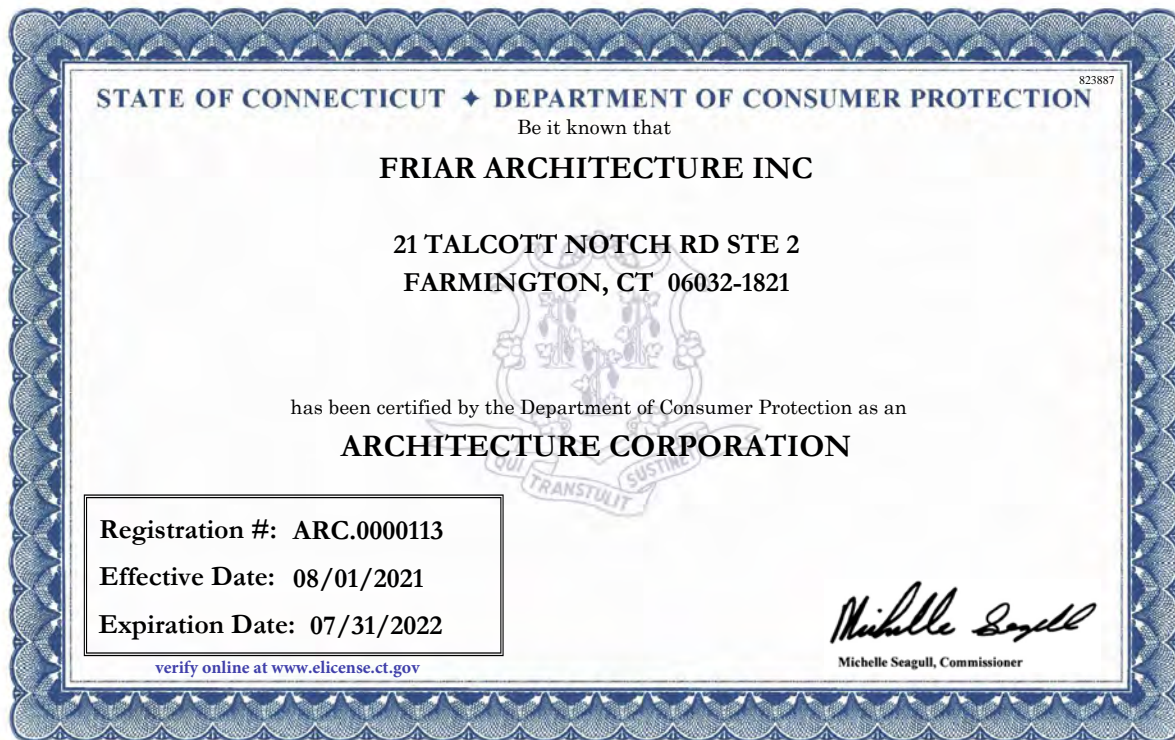 823887
STATE OF CONNECTICUT ✦ DEPARTMENT OF CONSUMER PROTECTION
Be it known that
FRIAR ARCHITECTURE INC
21 TALCOTT NOTCH RD STE 2
FARMINGTON, CT 06032-1821
has been certified by the Department of Consumer Protection as an
ARCHITECTURE CORPORATION
QUI TRANSTULIT SUSTINET
Registration #: ARC.0000113
Effective Date: 08/01/2021
Expiration Date: 07/31/2022
verify online at www.elicense.ct.gov
Michelle Seagull
Michelle Seagull, Commissioner